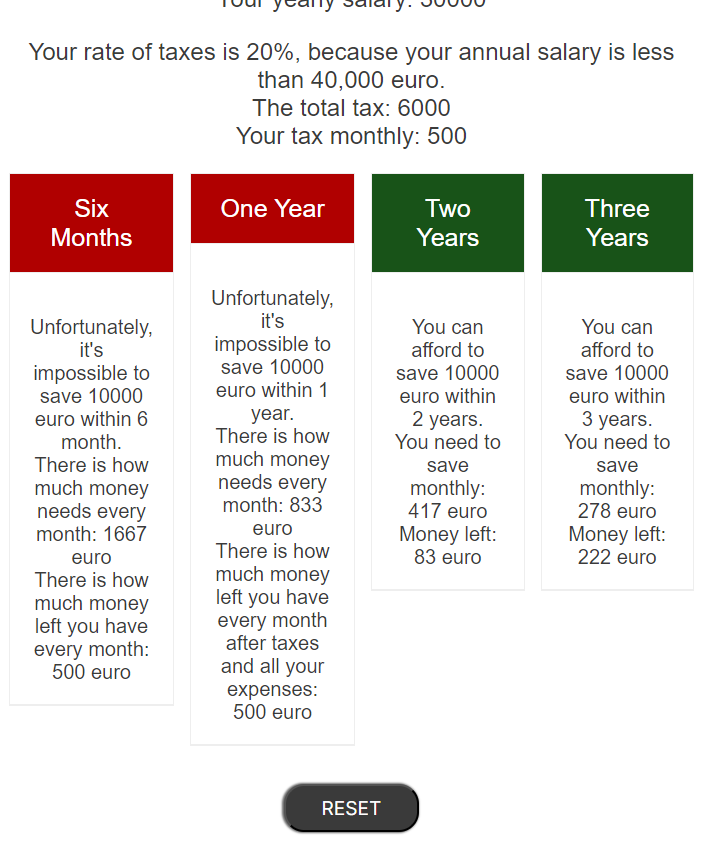 Your yearly salary: 30000
Your rate of taxes is 20%, because your annual salary is less
than 40,000 euro.
The total tax: 6000
Your tax monthly: 500
Six
Months
Unfortunately,
it's
impossible to
save 10000
euro within 6
month.
There is how
much money
needs every
month: 1667
euro
There is how
much money
left you have
every month:
500 euro
One Year
Unfortunately,
it's
impossible to
save 10000
euro within 1
year.
There is how
much money
needs every
month: 833
euro
There is how
much money
left you have
every month
after taxes
and all your
expenses:
500 euro
Two
Years
You can
afford to
save 10000
euro within
2 years.
You need to
save
monthly:
417 euro
Money left:
83 euro
Three
Years
You can
afford to
save 10000
euro within
3 years.
You need to
save
monthly:
278 euro
Money left:
222 euro
RESET